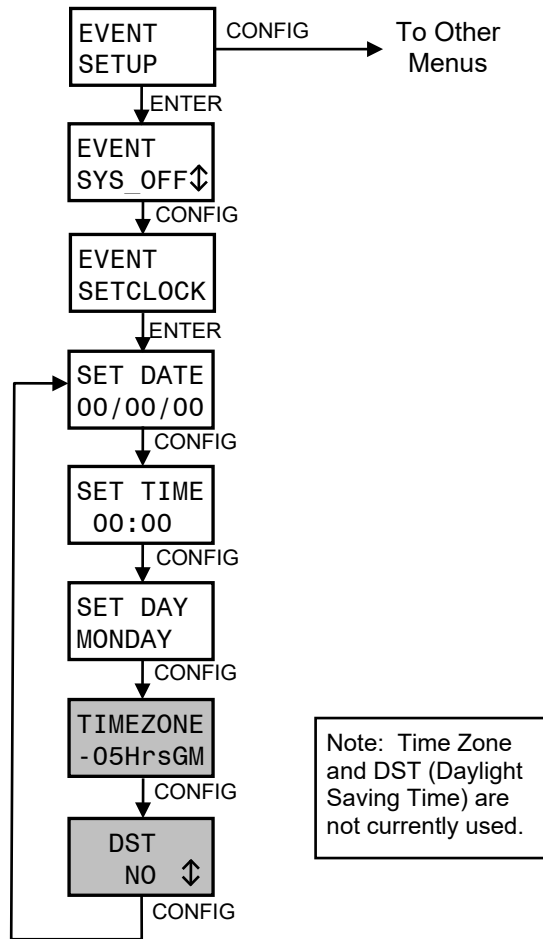 EVENT
SETUP
CONFIG
To Other
Menus
ENTER
EVENT
SYS_OFF⇕
CONFIG
EVENT
SETCLOCK
ENTER
SET DATE
00/00/00
CONFIG
SET TIME
00:00
CONFIG
SET DAY
MONDAY
CONFIG
TIMEZONE
-05HrsGM
CONFIG
DST
NO ⇕
CONFIG
Note: Time Zone
and DST (Daylight
Saving Time) are
not currently used.